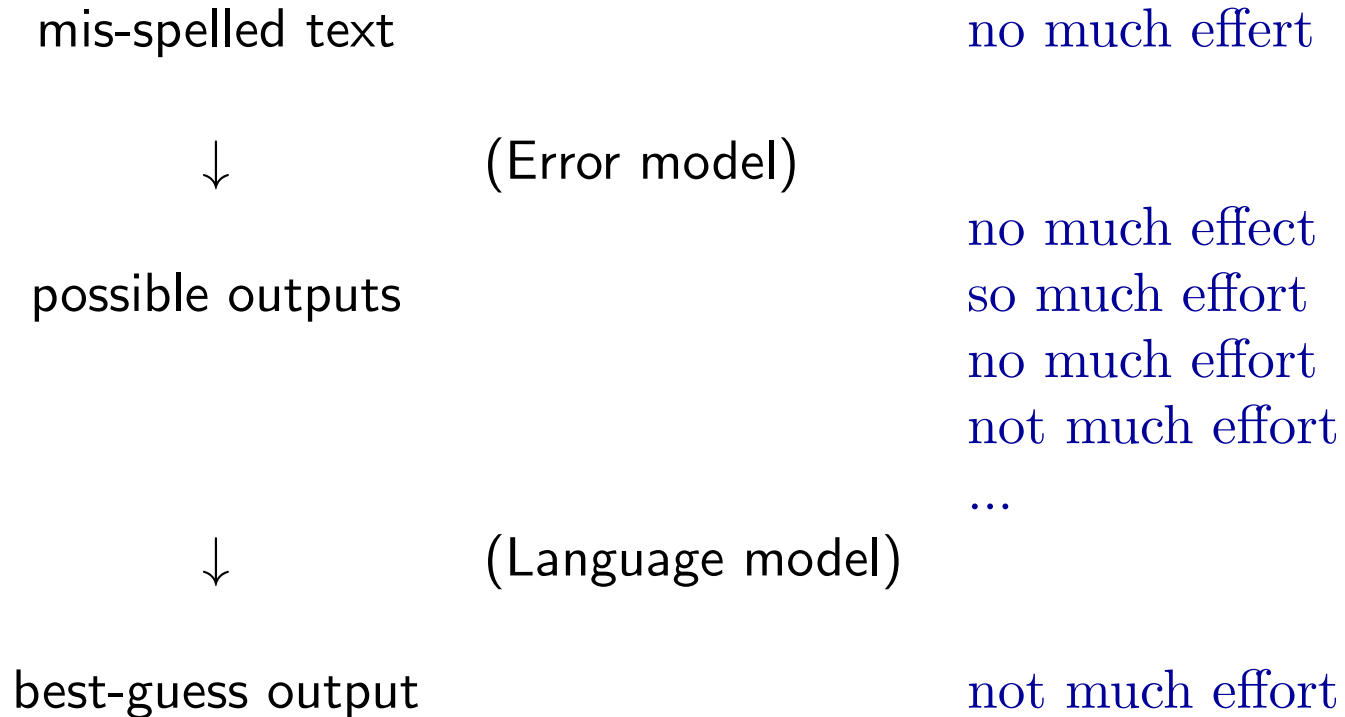 mis-spelled text no much effert
↓ (Error model)
no much effect
possible outputs so much effort
no much effort
not much effort
...
↓ (Language model)
best-guess output not much effort